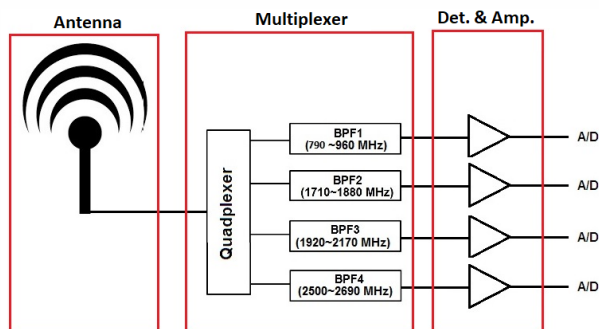 Antenna
Multiplexer
Det. & Amp.
Quadplexer
BPF1
(790 ~960 MHz)
A/D
BPF2
(1710~1880 MHz)
A/D
BPF3
(1920~2170 MHz)
A/D
BPF4
(2500~2690 MHz)
A/D